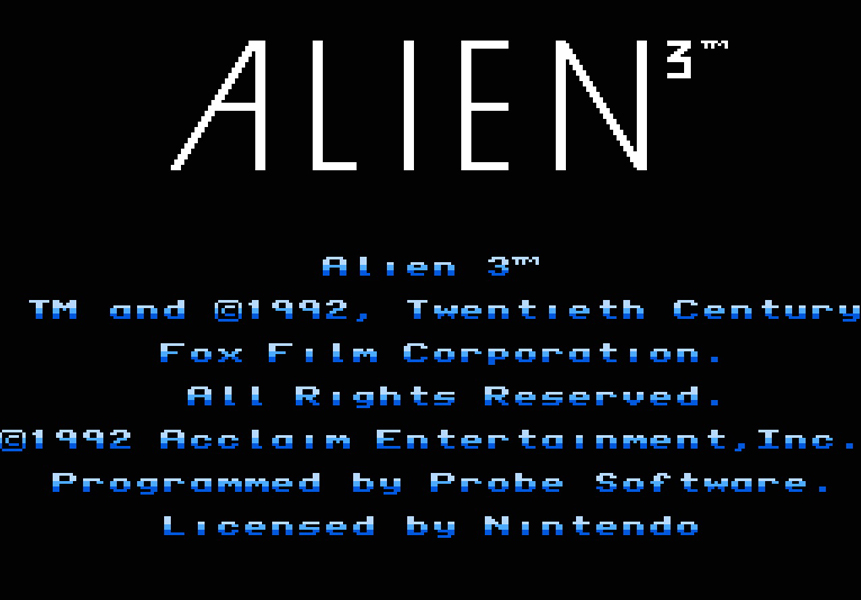 ALIEN³™
Alien 3™
TM and ©1992, Twentieth Century
Fox Film Corporation.
All Rights Reserved.
©1992 Acclaim Entertainment,Inc.
Programmed by Probe Software.
Licensed by Nintendo